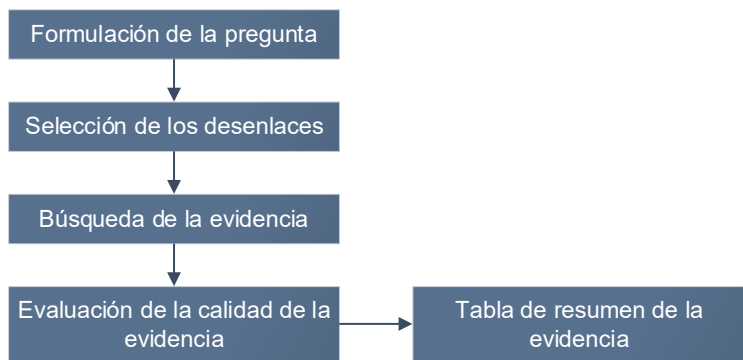 Formulación de la pregunta
Selección de los desenlaces
Búsqueda de la evidencia
Evaluación de la calidad de la
evidencia
Tabla de resumen de la
evidencia